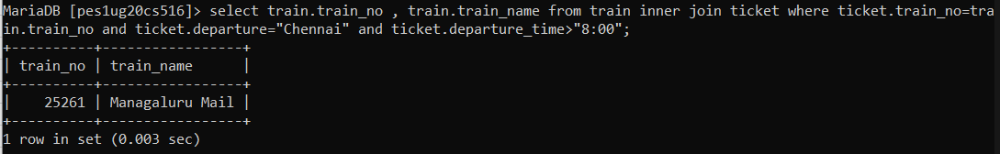 MariaDB [pes1ug20cs516]> select train.train_no , train.train_name from train inner join ticket where ticket.train_no=tra
in.train_no and ticket.departure="Chennai" and ticket.departure_time>"8:00";
+----------+-----------------+
| train_no | train_name      |
+----------+-----------------+
|    25261 | Managaluru Mail |
+----------+-----------------+
1 row in set (0.003 sec)